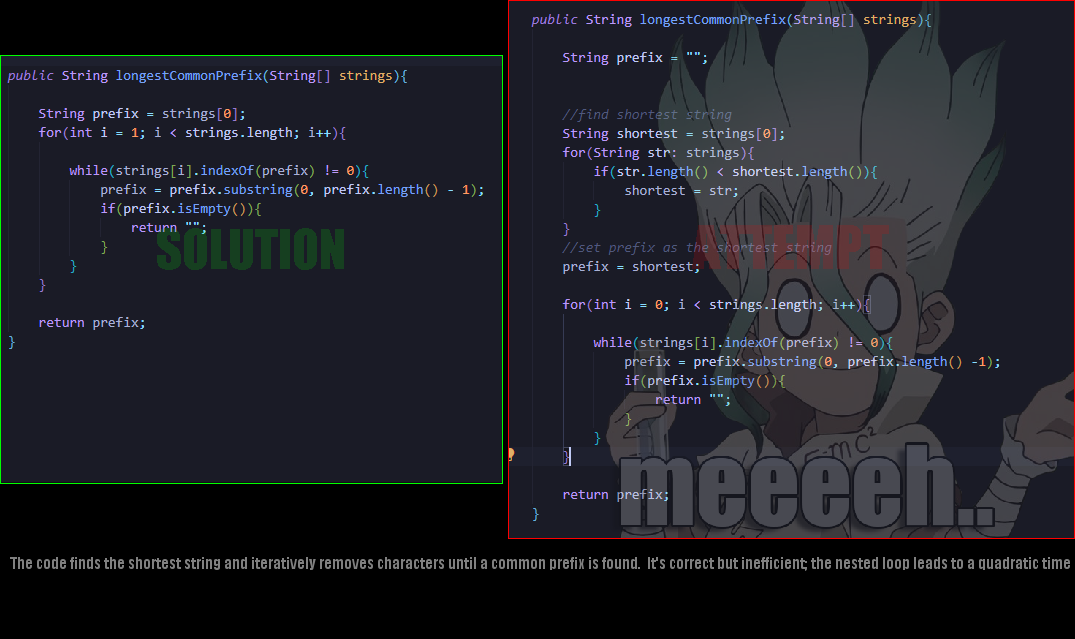 public String longestCommonPrefix(String[] strings){
String prefix = strings[0];
for(int i = 1; i < strings.length; i++){
while(strings[i].indexOf(prefix) != 0){
prefix = prefix.substring(0, prefix.length() - 1);
if(prefix.isEmpty()){
return "";
}
}
}
return prefix;
}
SOLUTION
public String longestCommonPrefix(String[] strings){
String prefix = "";
//find shortest string
String shortest = strings[0];
for(String str: strings){
if(str.length() < shortest.length()){
shortest = str;
}
}
//set prefix as the shortest string
prefix = shortest;
for(int i = 0; i < strings.length; i++){
while(strings[i].indexOf(prefix) != 0){
prefix = prefix.substring(0, prefix.length() -1);
if(prefix.isEmpty()){
return "";
}
}
}
return prefix;
}
ATTEMPT
meeeeh..
The code finds the shortest string and iteratively removes characters until a common prefix is found. It's correct but inefficient; the nested loop leads to a quadratic time